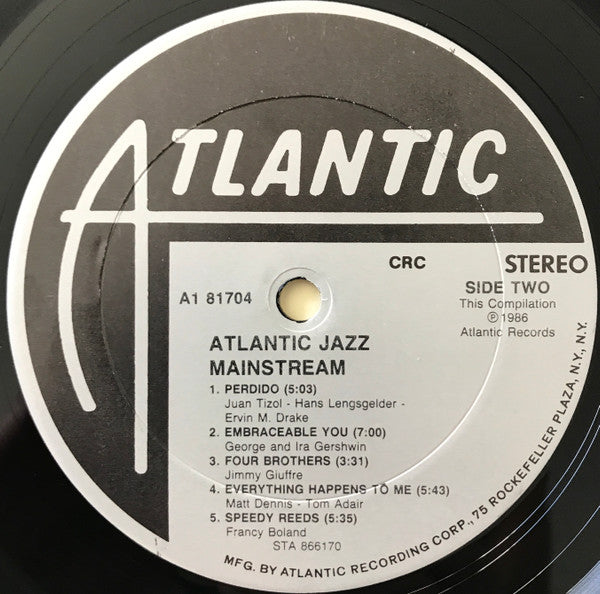 ATLANTIC
CRC
STEREO
A1 81704
SIDE TWO
This Compilation
℗1986
Atlantic Records
ATLANTIC JAZZ
MAINSTREAM
1. PERDIDO (5:03)
Juan Tizol - Hans Lengsgelder -
Ervin M. Drake
2. EMBRACEABLE YOU (7:00)
George and Ira Gershwin
3. FOUR BROTHERS (3:31)
Jimmy Giuffre
4. EVERYTHING HAPPENS TO ME (5:43)
Matt Dennis - Tom Adair
5. SPEEDY REEDS (5:35)
Francy Boland
STA 866170
MFG. BY ATLANTIC RECORDING CORP., 75 ROCKEFELLER PLAZA, N.Y., N.Y.